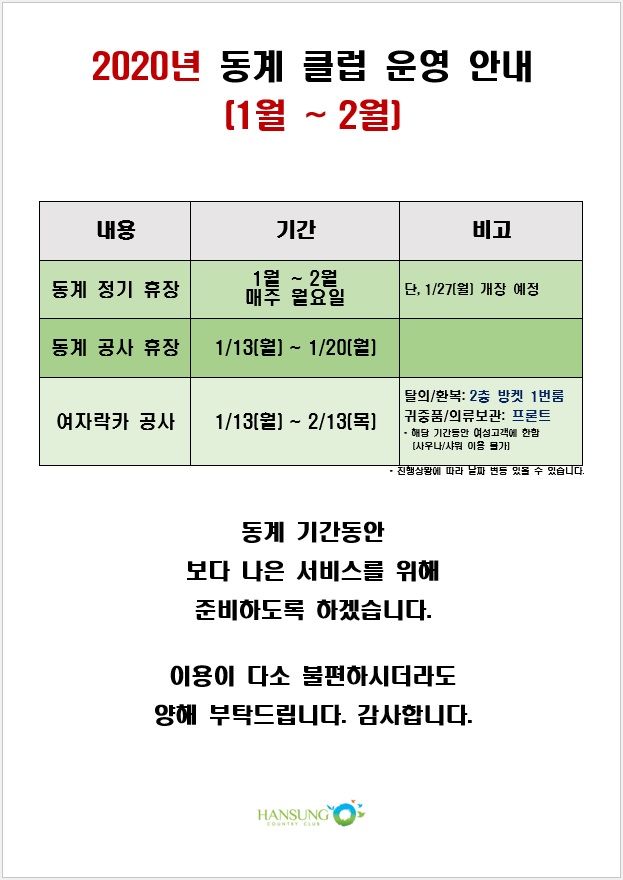 2020년 동계 클럽 운영 안내
(1월 ~ 2월)
내용 기간 비고
동계 정기 휴장
1월 ~ 2월
매주 월요일
단, 1/27(월) 개장 예정
동계 공사 휴장 1/13(월) ~ 1/20(월)
여자락카 공사 1/13(월) ~ 2/13(목)
탈의/환복: 2층 방켓 1번룸
귀중품/의류보관: 프론트
* 해당 기간동안 여성고객에 한함
(사우나/샤워 이용 불가)
* 진행상황에 따라 날짜 변동 있을 수 있습니다.
동계 기간동안
보다 나은 서비스를 위해
준비하도록 하겠습니다.
이용이 다소 불편하시더라도
양해 부탁드립니다. 감사합니다.
HANSUNG
COUNTRY CLUB